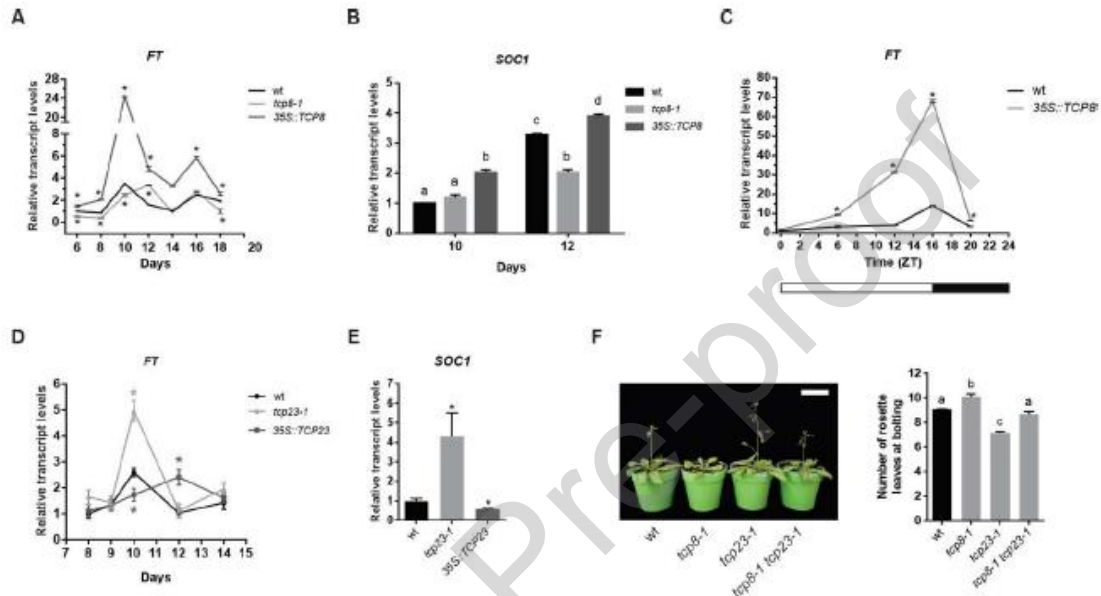 A
FT
Relative transcript levels
28
24
20
8
6
4
2
0
6 8 10 12 14 16 18 20
Days
wt
tcp8-1
35S::TCP8
* * * * * * * * * * *
B
SOC1
Relative transcript levels
5
4
3
2
1
0
a a b c b d
10 12
Days
wt
tcp8-1
35S::TCP8
C
FT
Relative transcript levels
80
70
60
50
40
30
20
10
0
* * * *
0 2 4 6 8 10 12 14 16 18 20 22 24
Time (ZT)
wt
35S::TCP8
D
FT
Relative transcript levels
6
5
4
3
2
1
0
* * *
7 8 9 10 11 12 13 14 15
Days
wt
tcp23-1
35S::TCP23
E
SOC1
Relative transcript levels
7
6
5
4
3
2
1
0
* *
wt
tcp23-1
35S::TCP23
F
wt
tcp8-1
tcp23-1
tcp8-1 tcp23-1
Number of rosette
leaves at bolting
12
10
8
6
4
2
0
a b c a
wt
tcp8-1
tcp23-1
tcp8-1 tcp23-1
Pre-proof